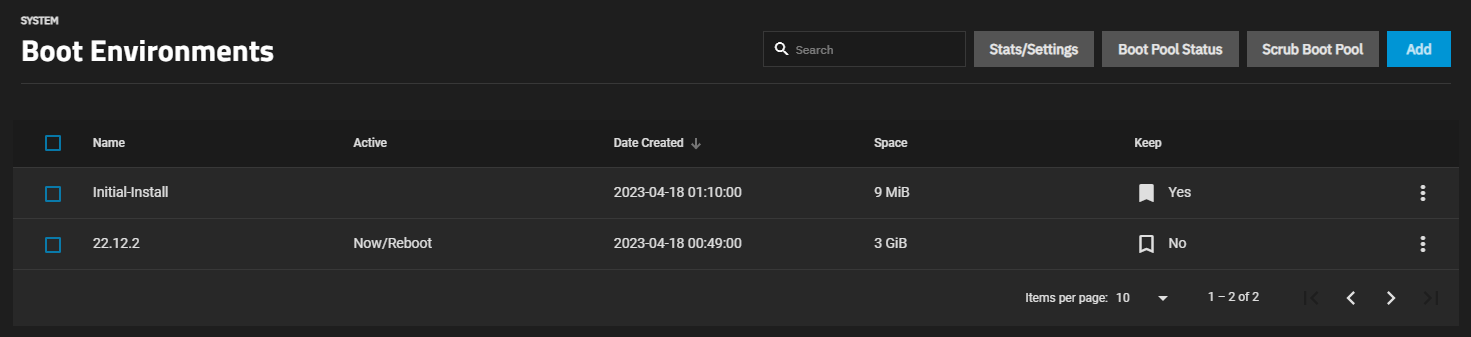 SYSTEM
Boot Environments
Search Stats/Settings Boot Pool Status Scrub Boot Pool Add
Name Active Date Created Space Keep
Initial-Install 2023-04-18 01:10:00 9 MiB Yes
22.12.2 Now/Reboot 2023-04-18 00:49:00 3 GiB No
Items per page: 10 1 – 2 of 2